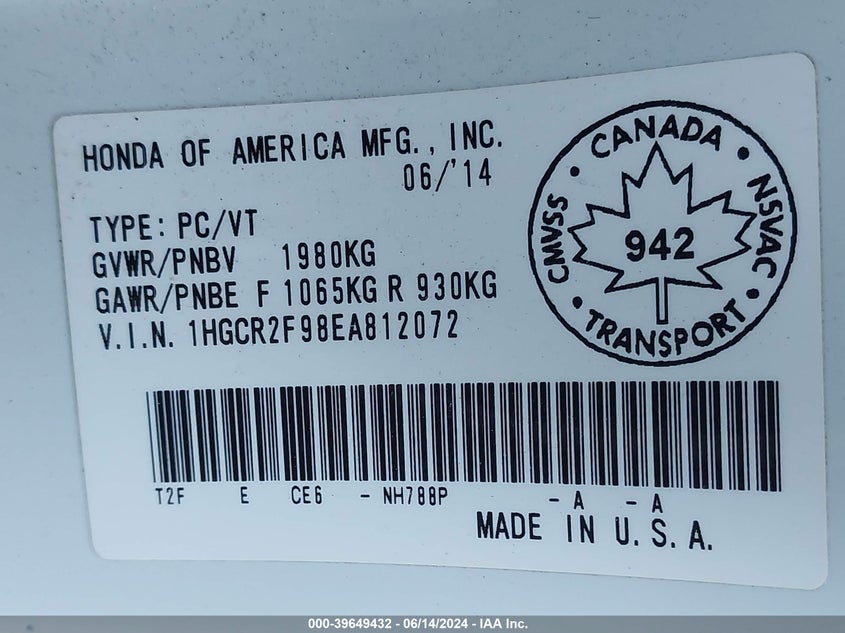 HONDA OF AMERICA MFG., INC.
06/'14
TYPE: PC/VT
GVWR/PNBV 1980KG
GAWR/PNBE F 1065KG R 930KG
V.I.N. 1HGCR2F98EA812072
CANADA
CMVSS
942
NSVAC
TRANSPORT
T2F E CE6 - NH788P - A - A
MADE IN U.S.A.
000-39649432 - 06/14/2024 - IAA Inc.